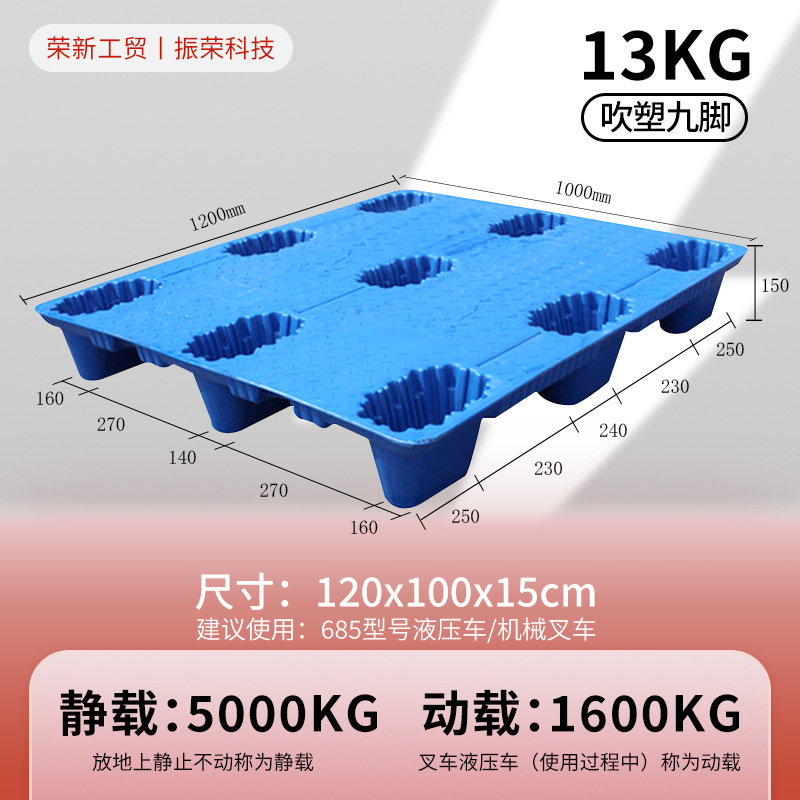 荣新工贸丨振荣科技
13KG
吹塑九脚
1200mm
1000mm
150
250
230
240
230
250
160
270
140
270
160
尺寸：120x100x15cm
建议使用：685型号液压车/机械叉车
静载:5000KG
放地上静止不动称为静载
动载:1600KG
叉车液压车（使用过程中）称为动载